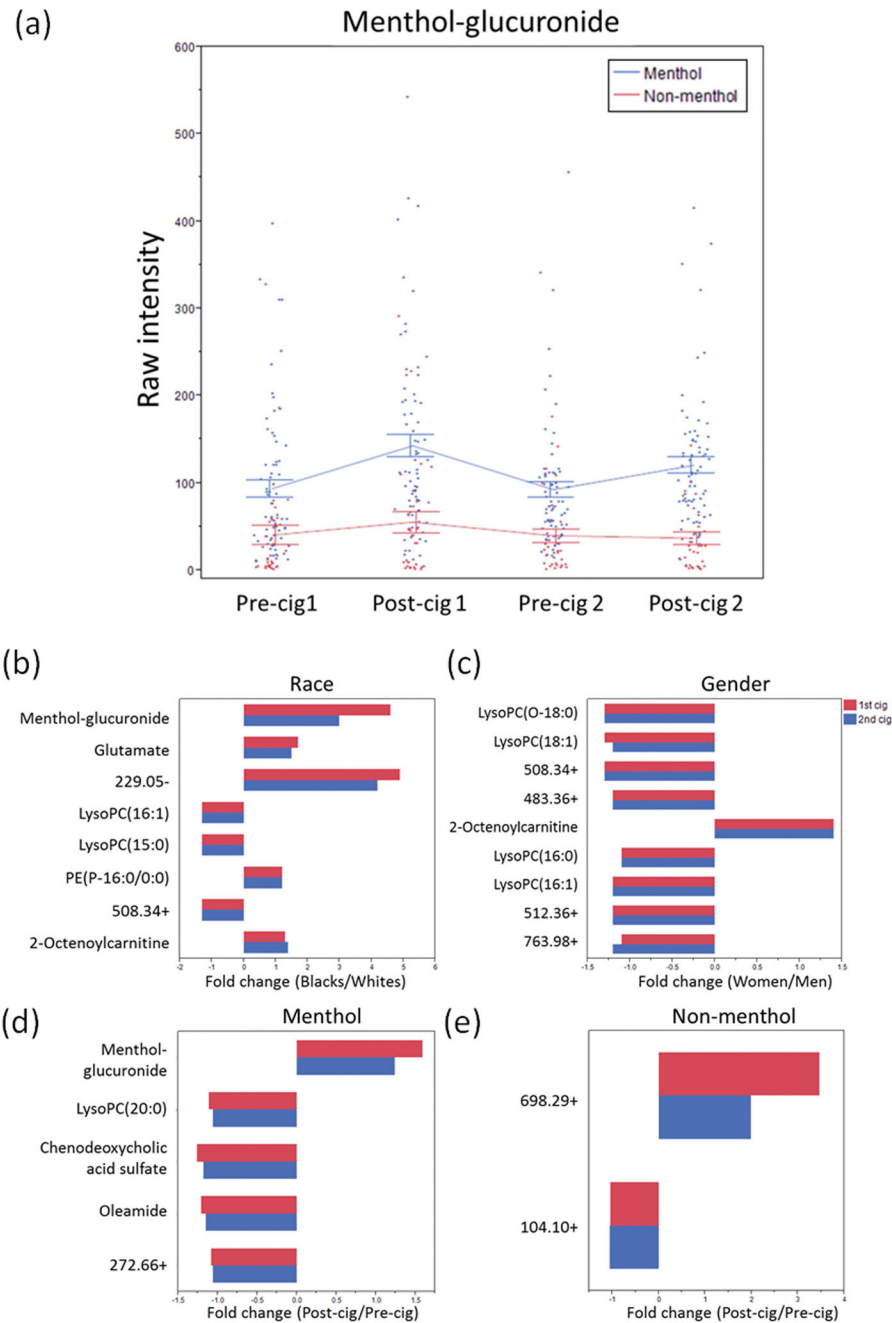 (a)
Menthol-glucuronide
Menthol
Non-menthol
Raw intensity
600
500
400
300
200
100
0
Pre-cig1
Post-cig 1
Pre-cig 2
Post-cig 2
(b)
Race
Menthol-glucuronide
Glutamate
229.05-
LysoPC(16:1)
LysoPC(15:0)
PE(P-16:0/0:0)
508.34+
2-Octenoylcarnitine
-2 -1 0 1 2 3 4 5 6
Fold change (Blacks/Whites)
(c)
Gender
1st cig
2nd cig
LysoPC(O-18:0)
LysoPC(18:1)
508.34+
483.36+
2-Octenoylcarnitine
LysoPC(16:0)
LysoPC(16:1)
512.36+
763.98+
-1.5 -1.0 -0.5 0.0 0.5 1.0 1.5
Fold change (Women/Men)
(d)
Menthol
Menthol-
glucuronide
LysoPC(20:0)
Chenodeoxycholic
acid sulfate
Oleamide
272.66+
-1.5 -1.0 -0.5 0.0 0.5 1.0 1.5
Fold change (Post-cig/Pre-cig)
(e)
Non-menthol
698.29+
104.10+
-1 0 1 2 3 4
Fold change (Post-cig/Pre-cig)